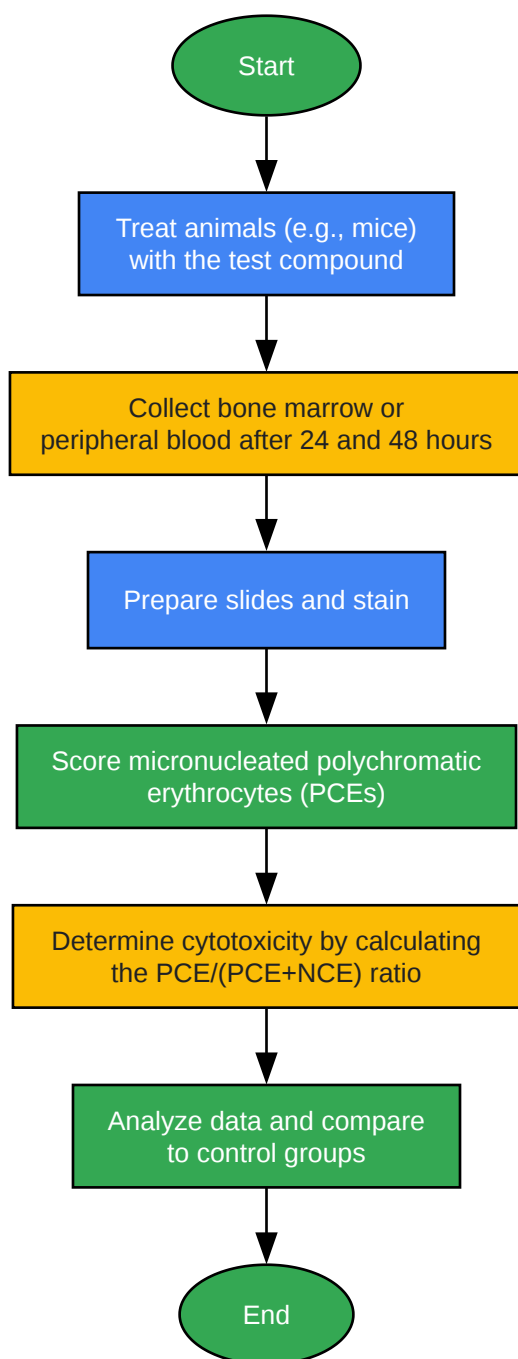 Start
Treat animals (e.g., mice)
with the test compound
Collect bone marrow or
peripheral blood after 24 and 48 hours
Prepare slides and stain
Score micronucleated polychromatic
erythrocytes (PCEs)
Determine cytotoxicity by calculating
the PCE/(PCE+NCE) ratio
Analyze data and compare
to control groups
End